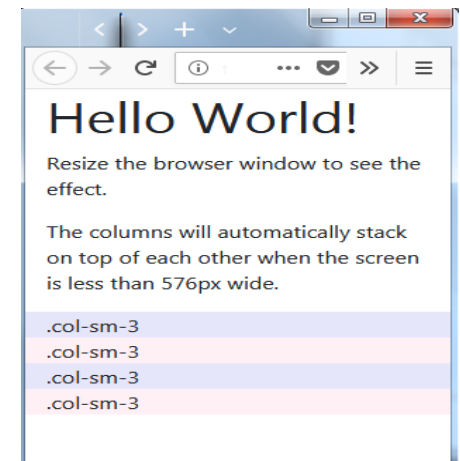 Hello World!
Resize the browser window to see the
effect.
The columns will automatically stack
on top of each other when the screen
is less than 576px wide.
.col-sm-3
.col-sm-3
.col-sm-3
.col-sm-3